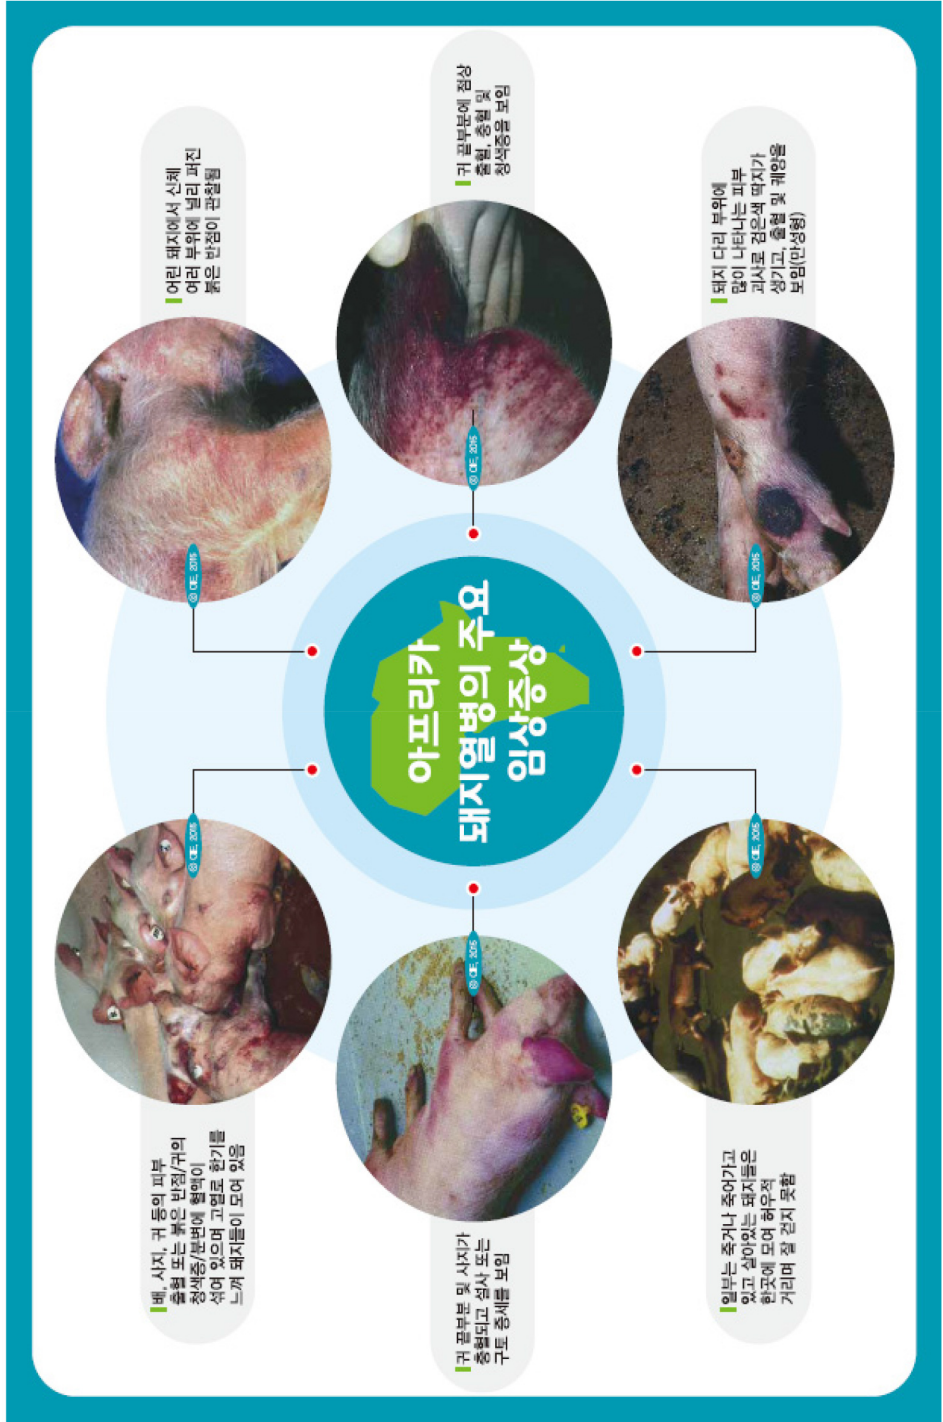 배, 사지, 귀 등의 피부
출혈 또는 붉은 반점/귀의
청색증/분변에 혈액이
섞여 있으며 고열로 한기를
느껴 돼지들이 모여 있음
© OIE,
어린 돼지에서 신체
여러 부위에 널리 퍼진
붉은 반점이 관찰됨
© OIE,
귀 끝부분 및 사지가
충혈되고 설사 또는
구토 증세를 보임
© OIE,
아프리카
돼지열병의 주요
임상증상
귀 끝부분에 점상
출혈, 충혈 및
청색증을 보임
© OIE,
일부는 죽거나 죽어가고
있고 살아있는 돼지들은
한곳에 모여 허우적
거리며 잘 걷지 못함
© OIE,
돼지 다리 부위에
많이 나타나는 피부
괴사로 검은색 딱지가
생기고, 출혈 및 궤양을
보임(만성형)
© OIE,